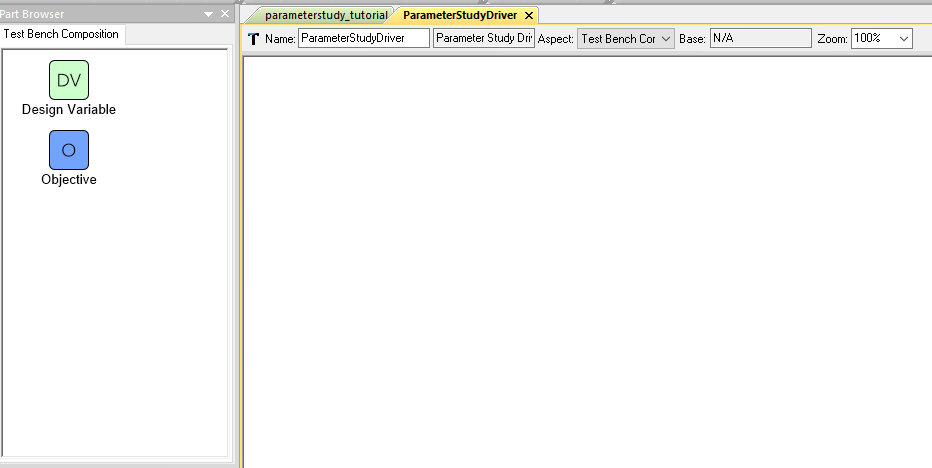 Part Browser
Test Bench Composition
DV
Design Variable
O
Objective
parameterstudy_tutorial
ParameterStudyDriver
T Name: ParameterStudyDriver Parameter Study Dri Aspect: Test Bench Cor Base: N/A Zoom: 100%